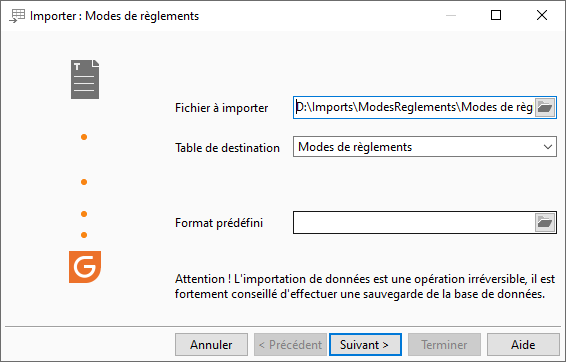 Importer : Modes de règlements
T
Fichier à importer
D:\Imports\ModesReglements\Modes de règ
Table de destination
Modes de règlements
Format prédéfini
G
Attention ! L'importation de données est une opération irréversible, il est
fortement conseillé d'effectuer une sauvegarde de la base de données.
Annuler
< Précédent
Suivant >
Terminer
Aide